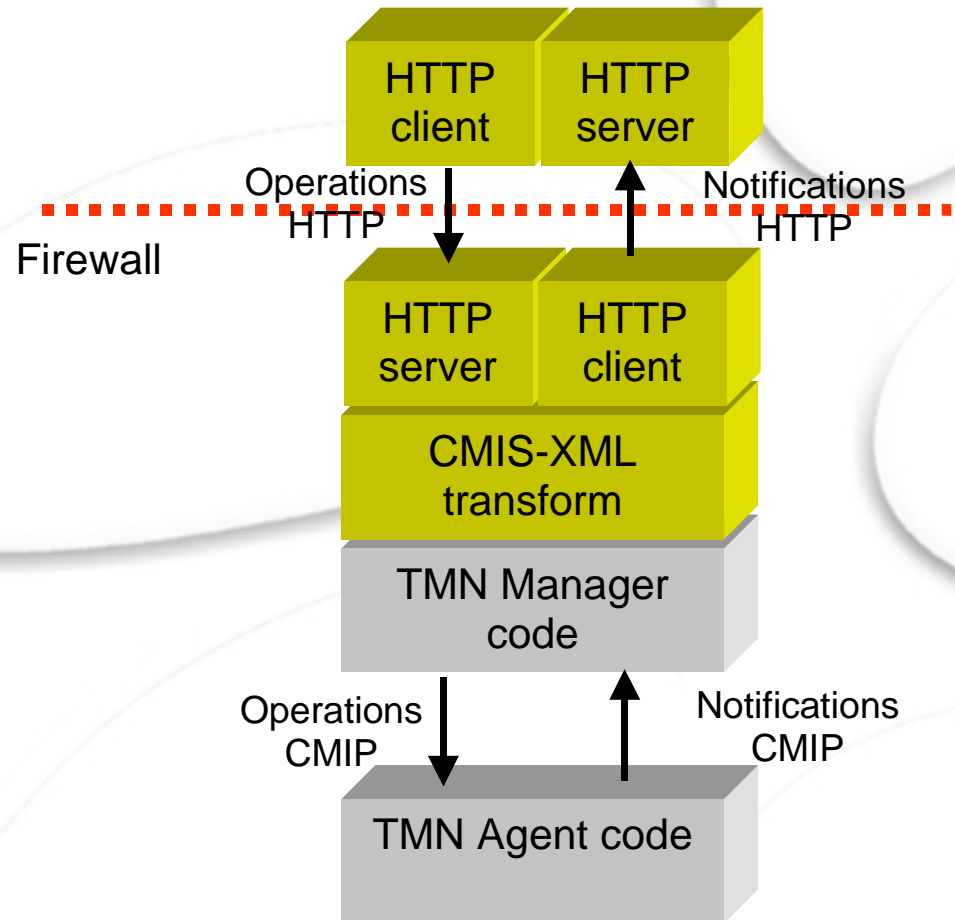 HTTP
client
HTTP
server
Operations
HTTP
Notifications
HTTP
Firewall
HTTP
server
HTTP
client
CMIS-XML
transform
TMN Manager
code
Operations
CMIP
Notifications
CMIP
TMN Agent code